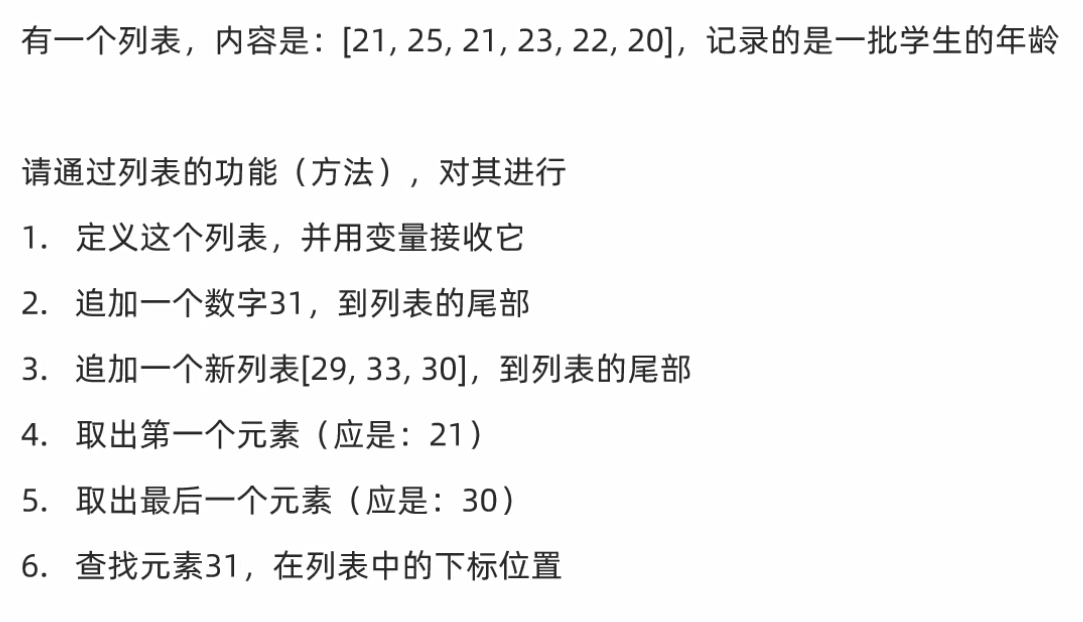 有一个列表，内容是：[21, 25, 21, 23, 22, 20]，记录的是一批学生的年龄
请通过列表的功能（方法），对其进行
1. 定义这个列表，并用变量接收它
2. 追加一个数字31，到列表的尾部
3. 追加一个新列表[29, 33, 30]，到列表的尾部
4. 取出第一个元素（应是：21）
5. 取出最后一个元素（应是：30）
6. 查找元素31，在列表中的下标位置